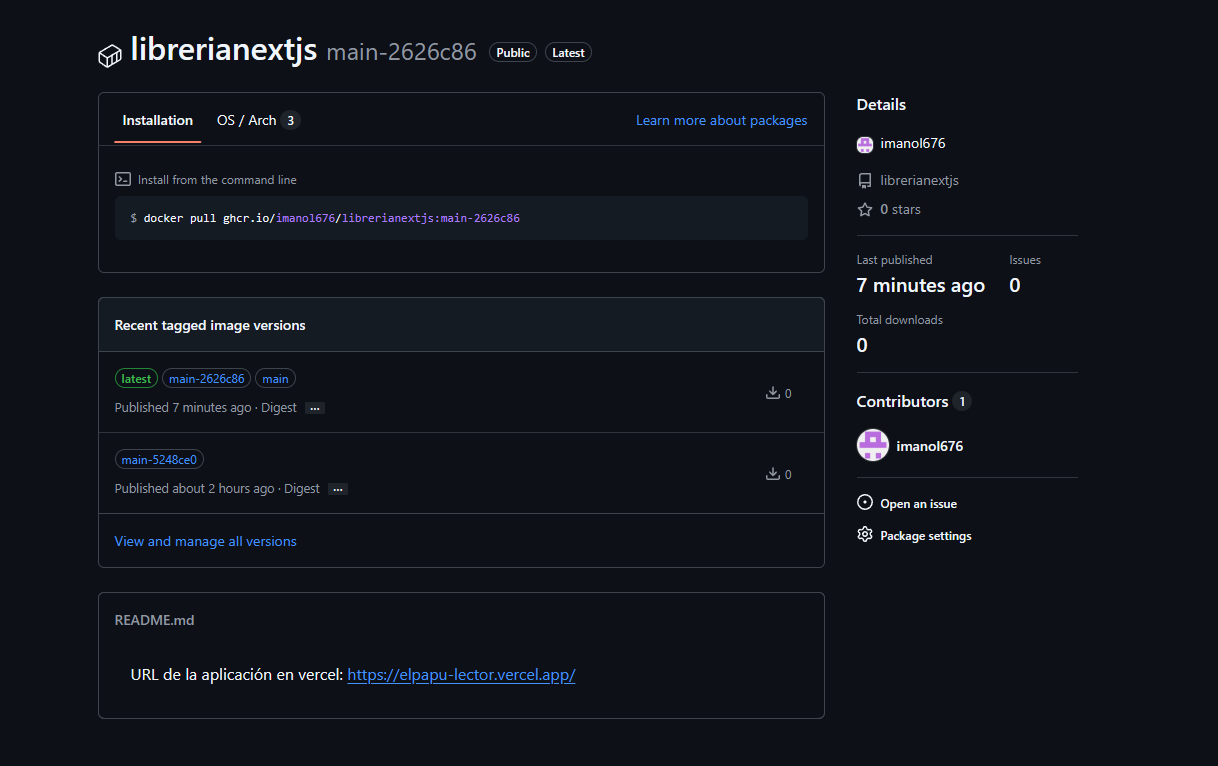 librerianextjs main-2626c86 Public Latest
Installation OS / Arch 3 Learn more about packages
Install from the command line
$ docker pull ghcr.io/imanol676/librerianextjs:main-2626c86
Recent tagged image versions
latest main-2626c86 main
Published 7 minutes ago · Digest ...
0
main-5248ce0
Published about 2 hours ago · Digest ...
0
View and manage all versions
README.md
URL de la aplicación en vercel: https://elpapu-lector.vercel.app/
Details
imanol676
librerianextjs
0 stars
Last published Issues
7 minutes ago 0
Total downloads
0
Contributors 1
imanol676
Open an issue
Package settings